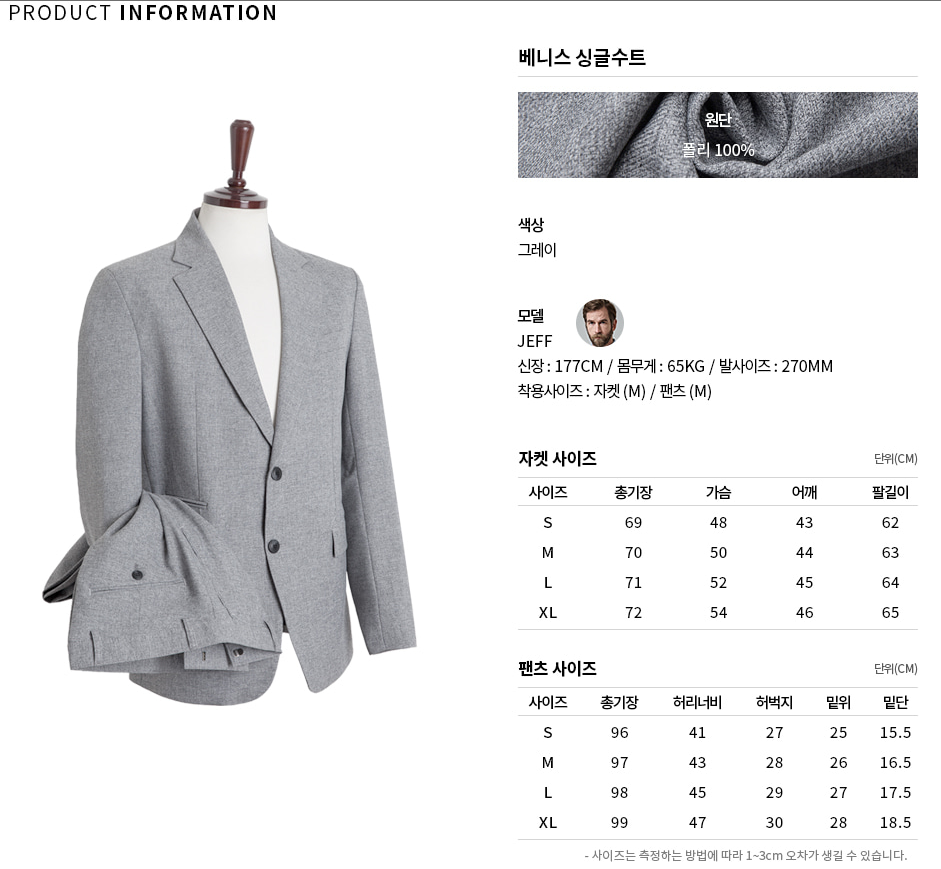 PRODUCT INFORMATION
베니스 싱글수트
원단
폴리 100%
색상
그레이
모델
JEFF
신장 : 177CM / 몸무게 : 65KG / 발사이즈 : 270MM
착용사이즈 : 자켓 (M) / 팬츠 (M)
자켓 사이즈 단위(CM)
사이즈 총기장 가슴 어깨 팔길이
S 69 48 43 62
M 70 50 44 63
L 71 52 45 64
XL 72 54 46 65
팬츠 사이즈 단위(CM)
사이즈 총기장 허리너비 허벅지 밑위 밑단
S 96 41 27 25 15.5
M 97 43 28 26 16.5
L 98 45 29 27 17.5
XL 99 47 30 28 18.5
- 사이즈는 측정하는 방법에 따라 1~3cm 오차가 생길 수 있습니다.